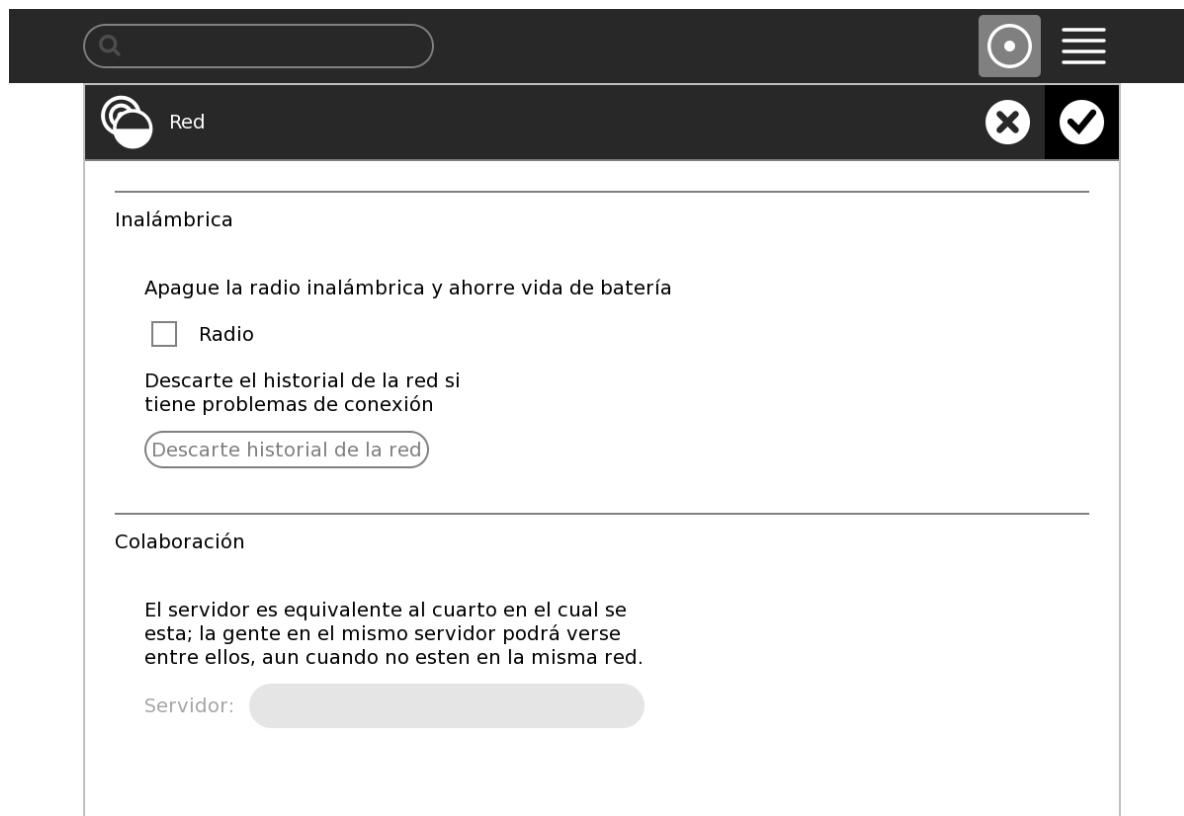 Red
Inalámbrica
Apague la radio inalámbrica y ahorre vida de batería
Radio
Descarte el historial de la red si
tiene problemas de conexión
Descarte historial de la red
Colaboración
El servidor es equivalente al cuarto en el cual se
esta; la gente en el mismo servidor podrá verse
entre ellos, aun cuando no esten en la misma red.
Servidor: